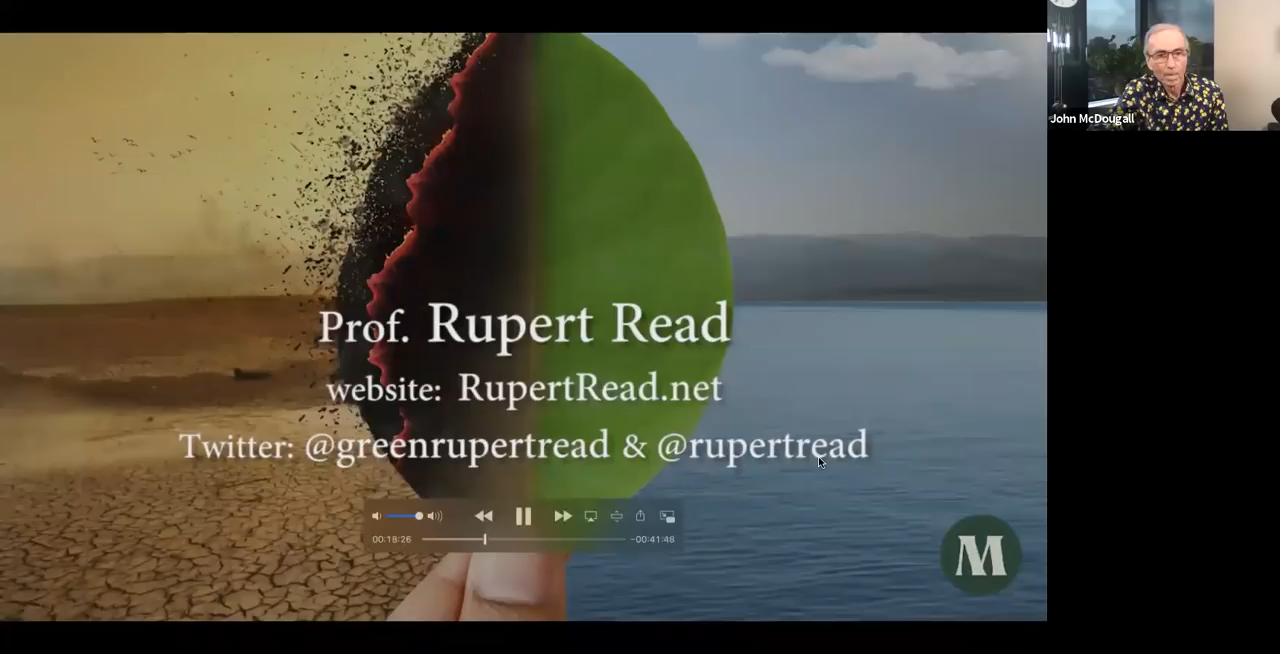 John McDougall
Prof. Rupert Read
website: RupertRead.net
Twitter: @greenrupertread & @rupertread
00:18:26
-00:41:48
M